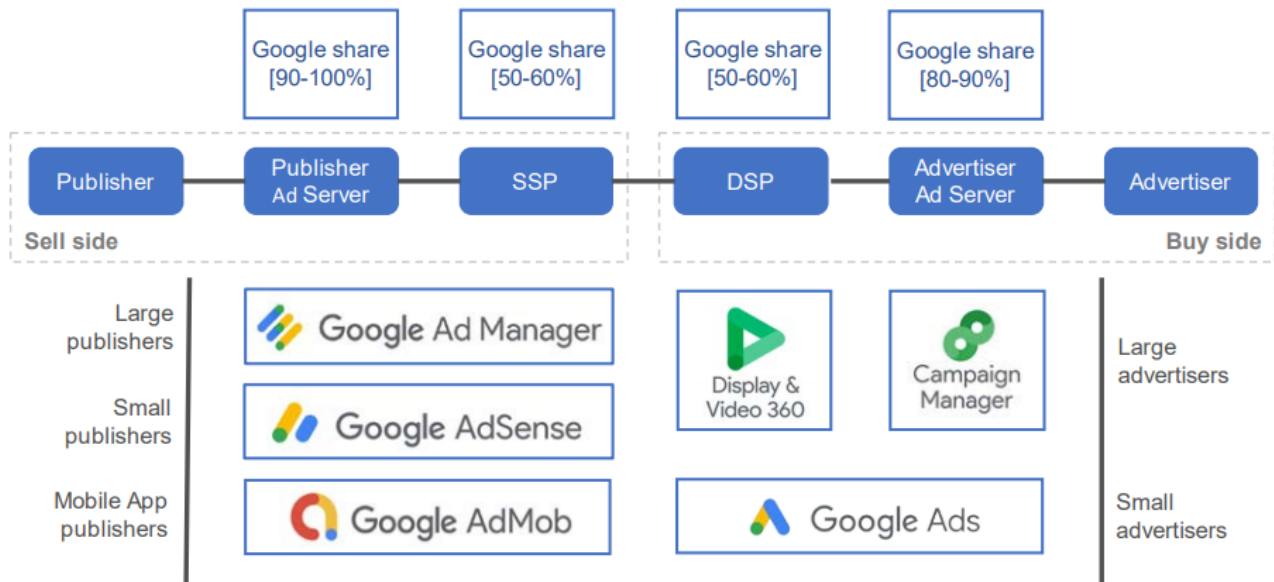 Google share
[90-100%]
Google share
[50-60%]
Google share
[50-60%]
Google share
[80-90%]
Publisher
Publisher
Ad Server
SSP
DSP
Advertiser
Ad Server
Advertiser
Sell side
Buy side
Large
publishers
Google Ad Manager
Display &
Video 360
Campaign
Manager
Large
advertisers
Small
publishers
Google AdSense
Mobile App
publishers
Google AdMob
Google Ads
Small
advertisers